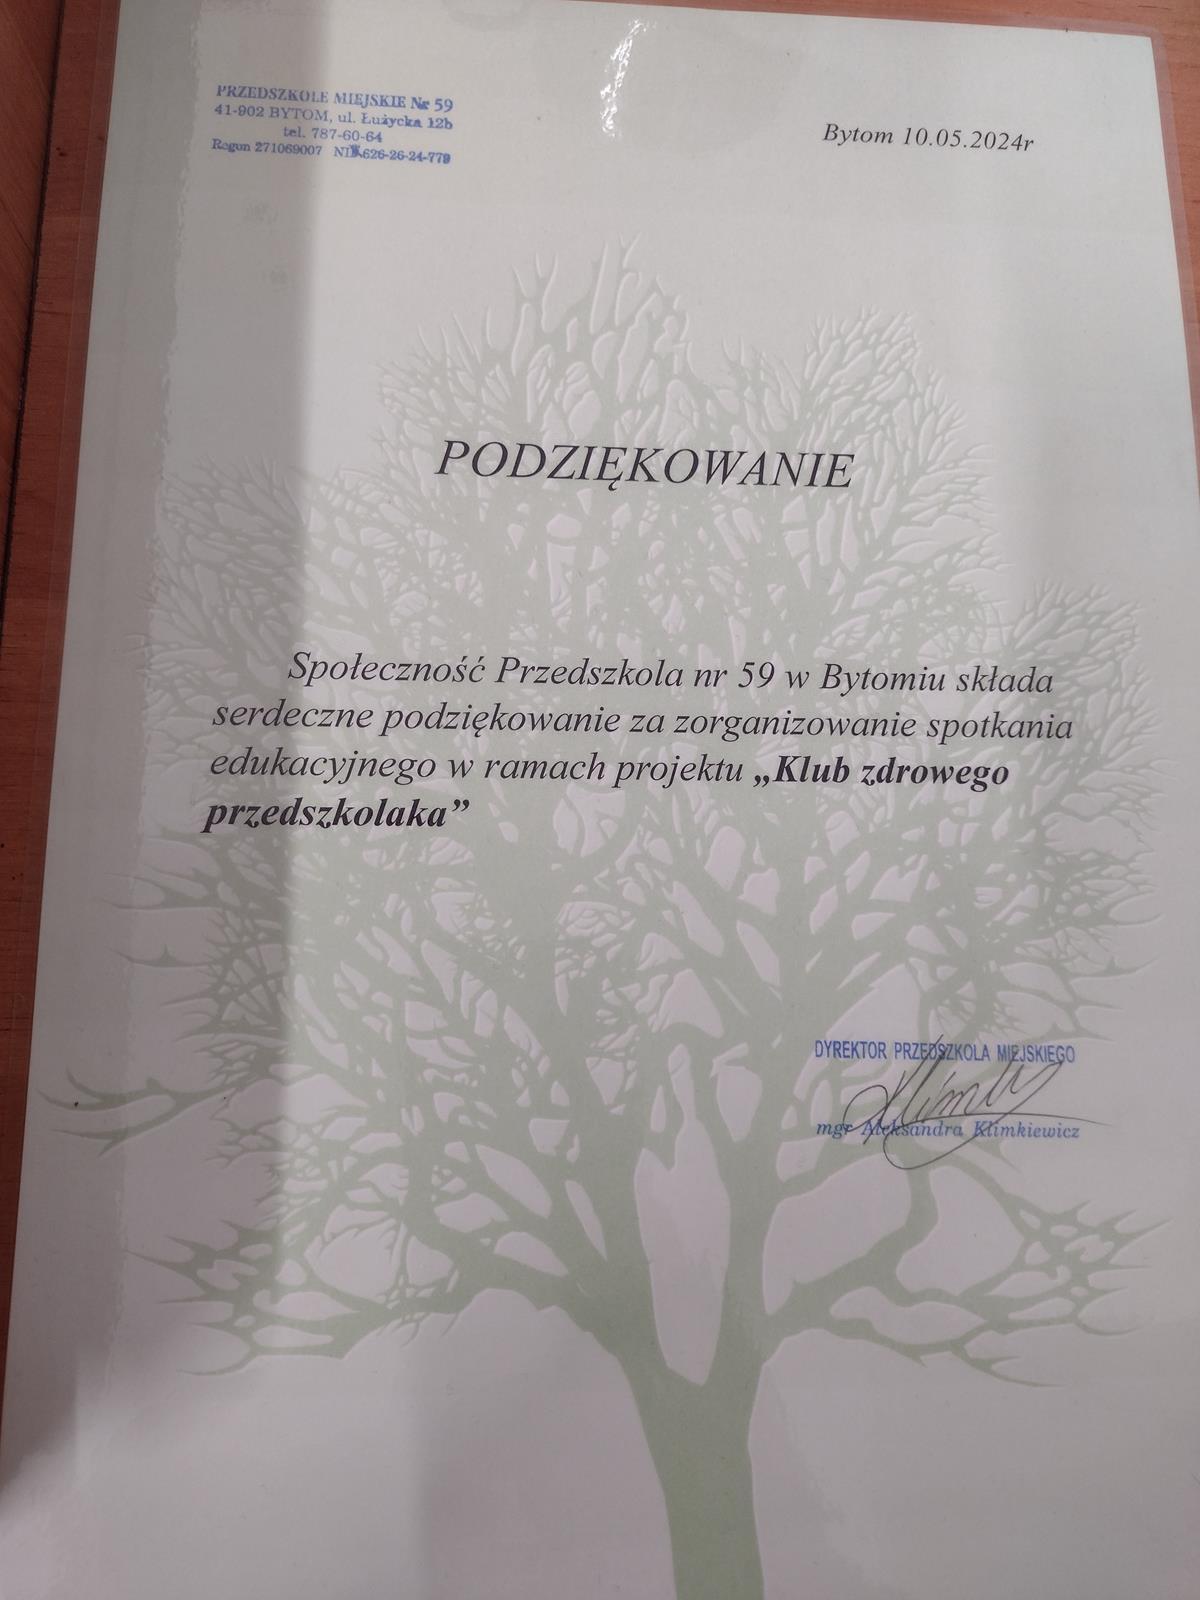 PRZEDSZKOLE MIEJSKIE Nr 59
41-902 BYTOM, ul. Łużycka 12b
tel. 787-60-64
Regon 271069007 NIP 626-26-24-779
Bytom 10.05.2024r
PODZIĘKOWANIE
Społeczność Przedszkola nr 59 w Bytomiu składa
serdeczne podziękowanie za zorganizowanie spotkania
edukacyjnego w ramach projektu „Klub zdrowego
przedszkolaka”
DYREKTOR PRZEDSZKOLA MIEJSKIEGO
mgr Aleksandra Klimkiewicz